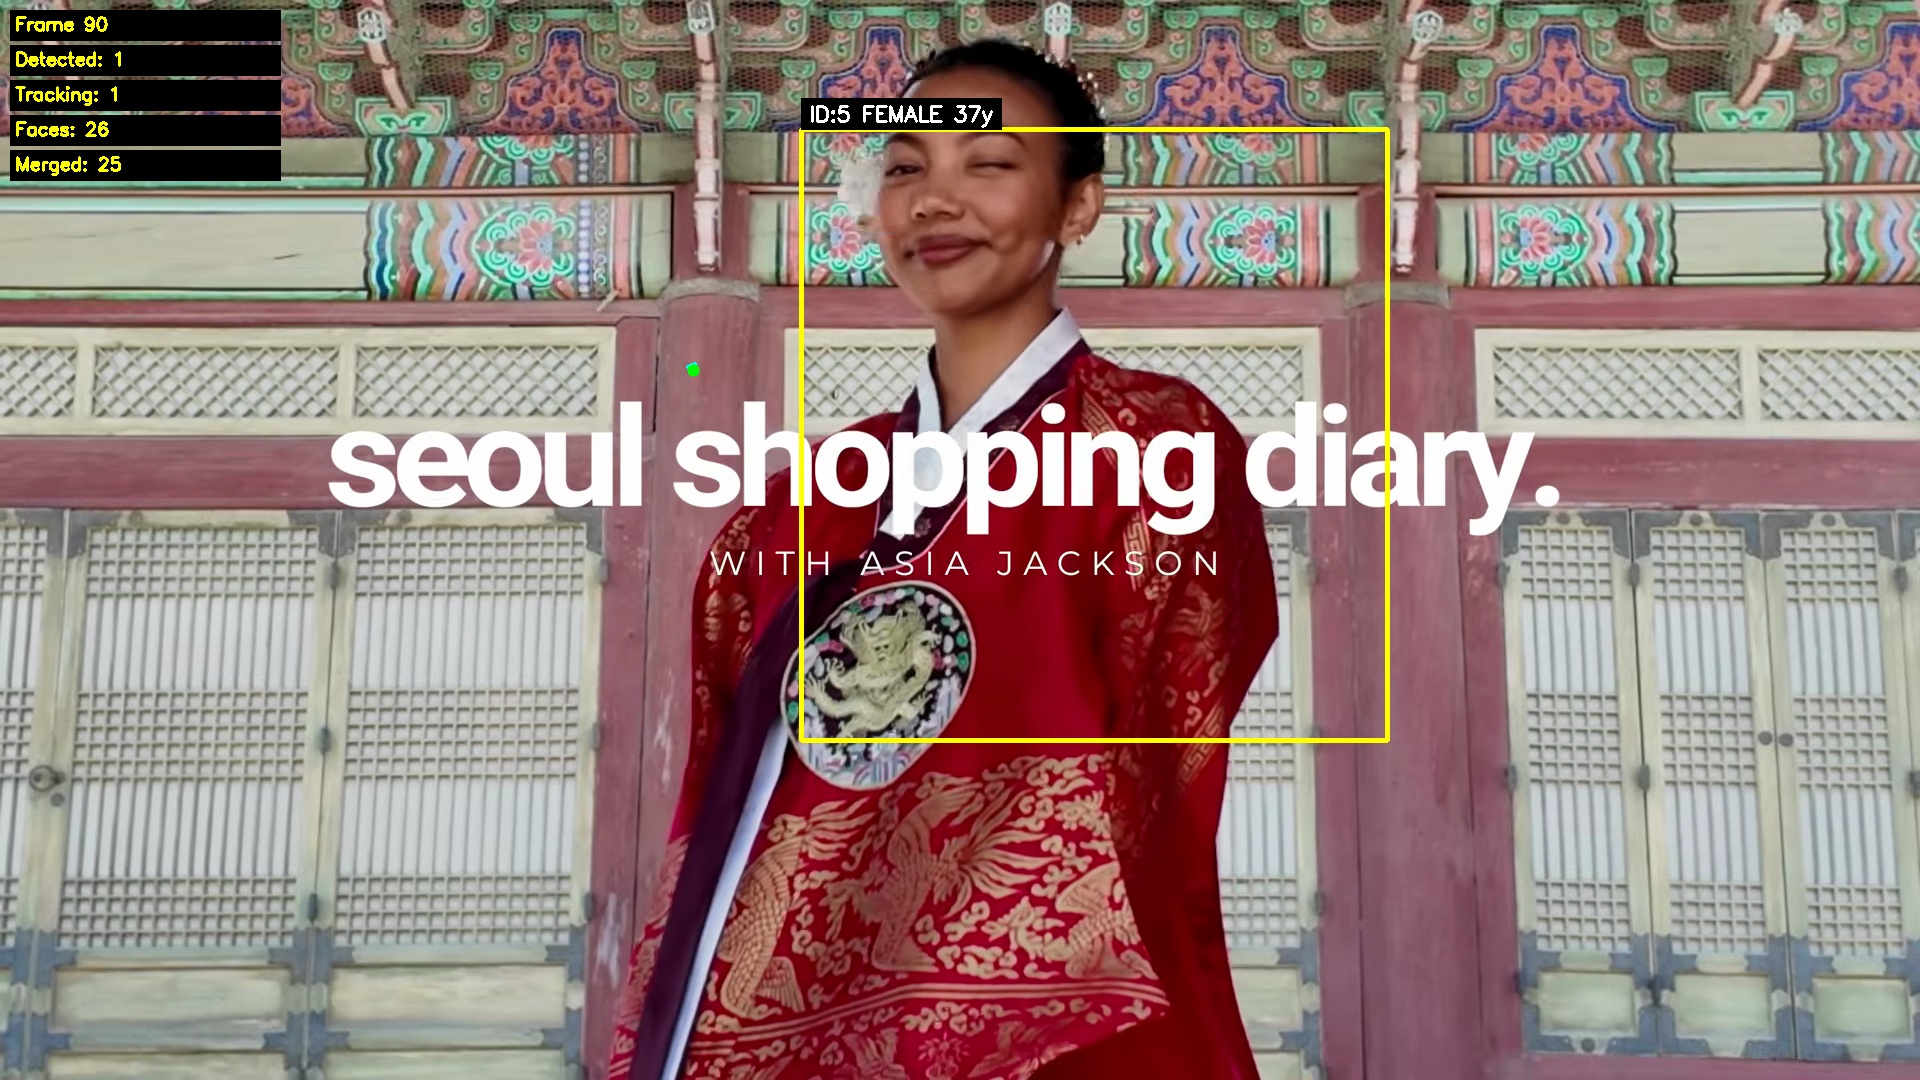 Frame 90
Detected: 1
Tracking: 1
Faces: 26
Merged: 25
ID:5 FEMALE 37y
seoul shopping diary.
WITH ASIA JACKSON